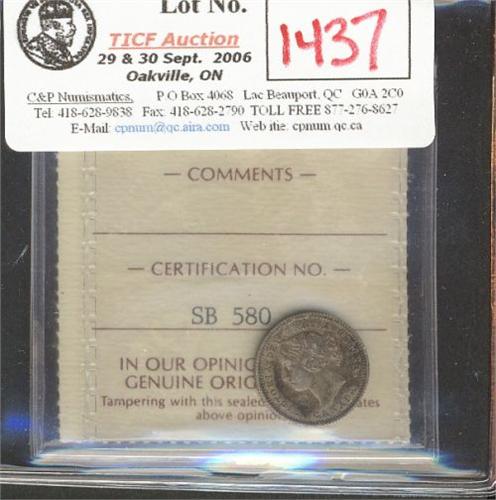 Lot No.
1437
TICF Auction
29 & 30 Sept. 2006
Oakville, ON
C&P Numismatics, P O Box 4068 Lac Beauport, QC G0A 2C0
Tel: 418-628-9838 Fax: 418-628-2790 TOLL FREE 877-276-8627
E-Mail: cpnum@qc.aira.com Web site: cpnum.qc.ca
— COMMENTS —
— CERTIFICATION NO. —
SB 580
IN OUR OPINIO
GENUINE ORIG
Tampering with this sealed ates
above opinio